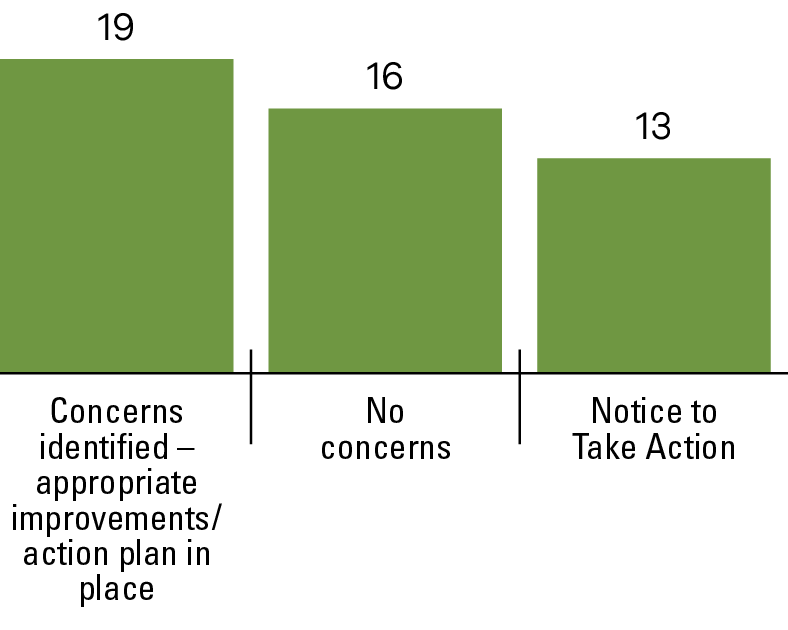 19
16
13
Concerns
identified –
appropriate
improvements/
action plan in
place
No
concerns
Notice to
Take Action